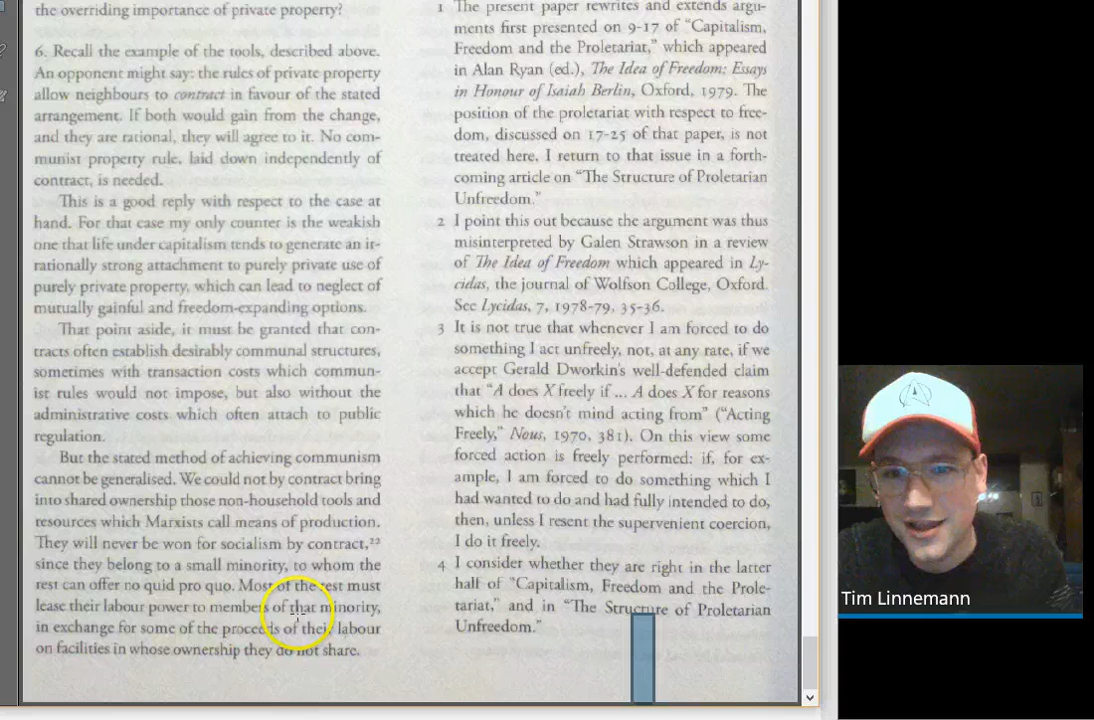 the overriding importance of private property?
6. Recall the example of the tools, described above.
An opponent might say: the rules of private property
allow neighbours to contract in favour of the stated
arrangement. If both would gain from the change,
and they are rational, they will agree to it. No com-
munist property rule, laid down independently of
contract, is needed.
This is a good reply with respect to the case at
hand. For that case my only counter is the weakish
one that life under capitalism tends to generate an ir-
rationally strong attachment to purely private use of
purely private property, which can lead to neglect of
mutually gainful and freedom-expanding options.
That point aside, it must be granted that con-
tracts often establish desirably communal structures,
sometimes with transaction costs which commun-
ist rules would not impose, but also without the
administrative costs which often attach to public
regulation.
But the stated method of achieving communism
cannot be generalised. We could not by contract bring
into shared ownership those non-household tools and
resources which Marxists call means of production.
They will never be won for socialism by contract,²²
since they belong to a small minority, to whom the
rest can offer no quid pro quo. Most of the rest must
lease their labour power to members of that minority,
in exchange for some of the proceeds of their labour
on facilities in whose ownership they do not share.
1 The present paper rewrites and extends argu-
ments first presented on 9-17 of “Capitalism,
Freedom and the Proletariat,” which appeared
in Alan Ryan (ed.), The Idea of Freedom: Essays
in Honour of Isaiah Berlin, Oxford, 1979. The
position of the proletariat with respect to free-
dom, discussed on 17-25 of that paper, is not
treated here. I return to that issue in a forth-
coming article on “The Structure of Proletarian
Unfreedom.”
2 I point this out because the argument was thus
misinterpreted by Galen Strawson in a review
of The Idea of Freedom which appeared in Ly-
cidas, the journal of Wolfson College, Oxford.
See Lycidas, 7, 1978-79, 35-36.
3 It is not true that whenever I am forced to do
something I act unfreely, not, at any rate, if we
accept Gerald Dworkin’s well-defended claim
that “A does X freely if ... A does X for reasons
which he doesn’t mind acting from” (“Acting
Freely,” Nous, 1970, 381). On this view some
forced action is freely performed: if, for ex-
ample, I am forced to do something which I
had wanted to do and had fully intended to do,
then, unless I resent the supervenient coercion,
I do it freely.
4 I consider whether they are right in the latter
half of “Capitalism, Freedom and the Prole-
tariat,” and in “The Structure of Proletarian
Unfreedom.”
Tim Linnemann